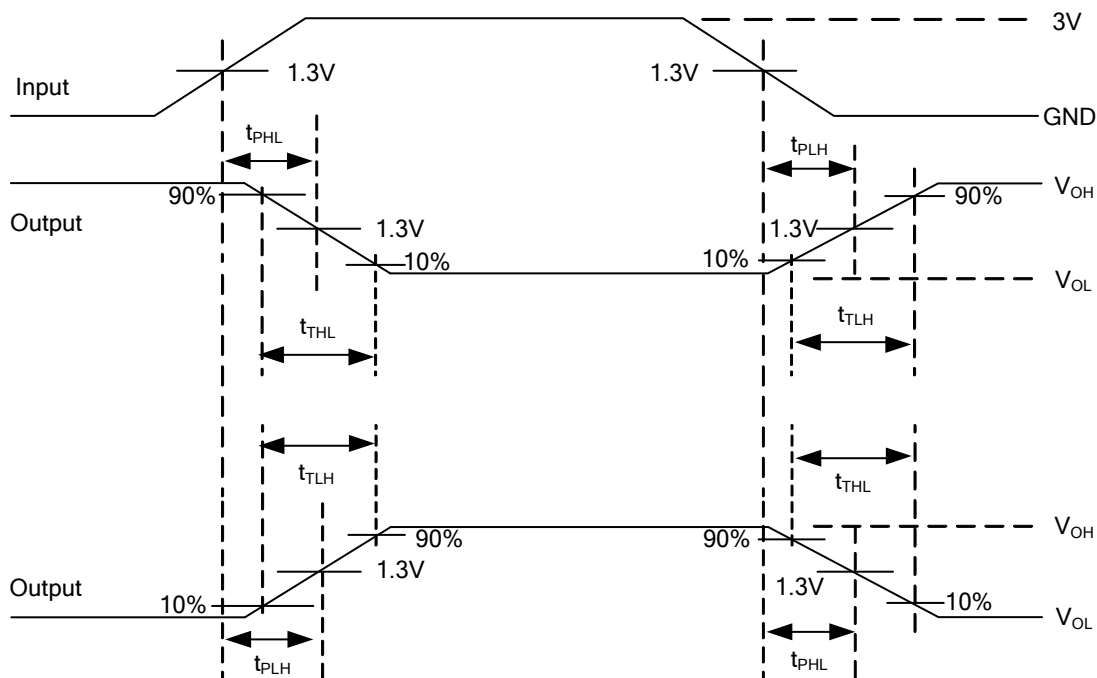 3V
1.3V
1.3V
Input
GND
tPHL
tPLH
90%
VOH
90%
Output
1.3V
1.3V
10%
10%
VOL
tTHL
tTLH
tTLH
tTHL
VOH
90%
90%
1.3V
1.3V
Output
10%
10%
VOL
tPLH
tPHL